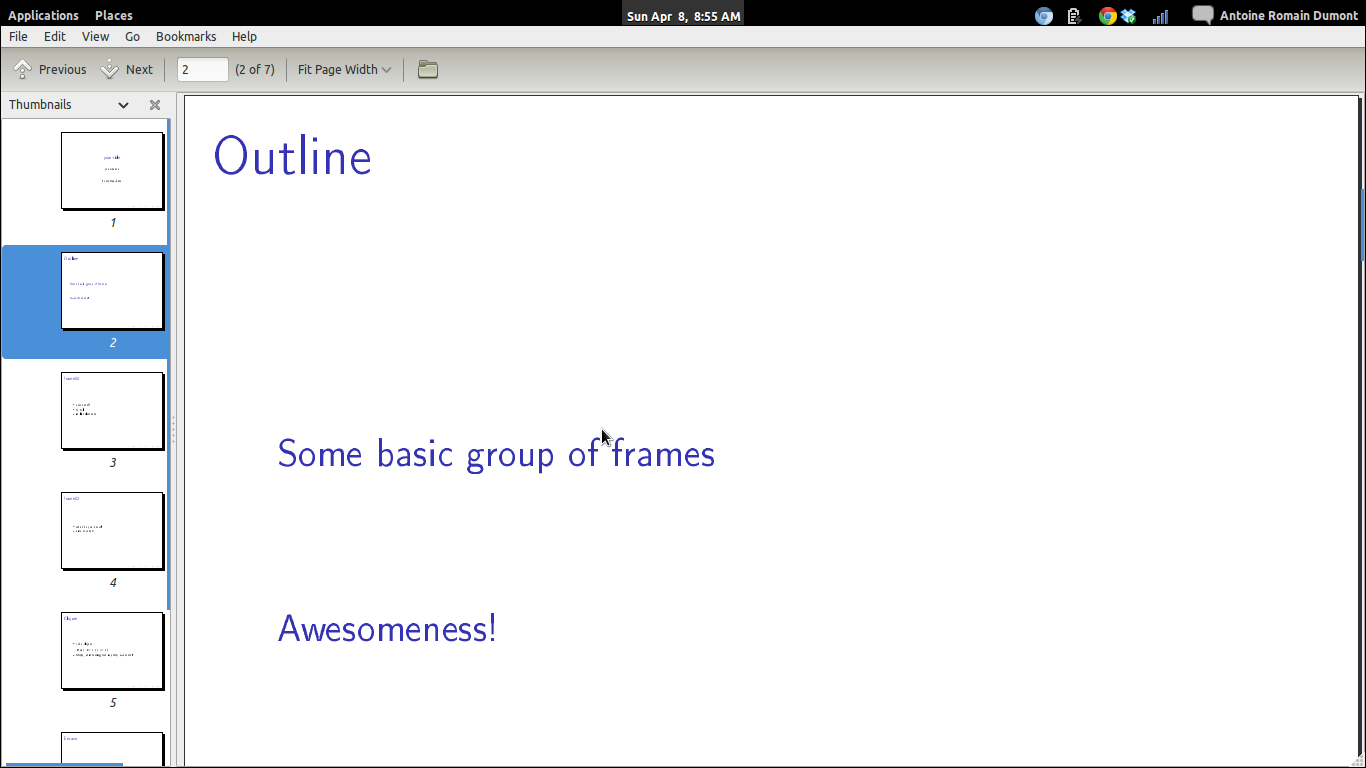 Applications Places Sun Apr 8, 8:55 AM Antoine Romain Dumont
File Edit View Go Bookmarks Help
Previous Next 2 (2 of 7) Fit Page Width
Thumbnails
1
Outline
2
3
4
5
Outline
Some basic group of frames
Awesomeness!